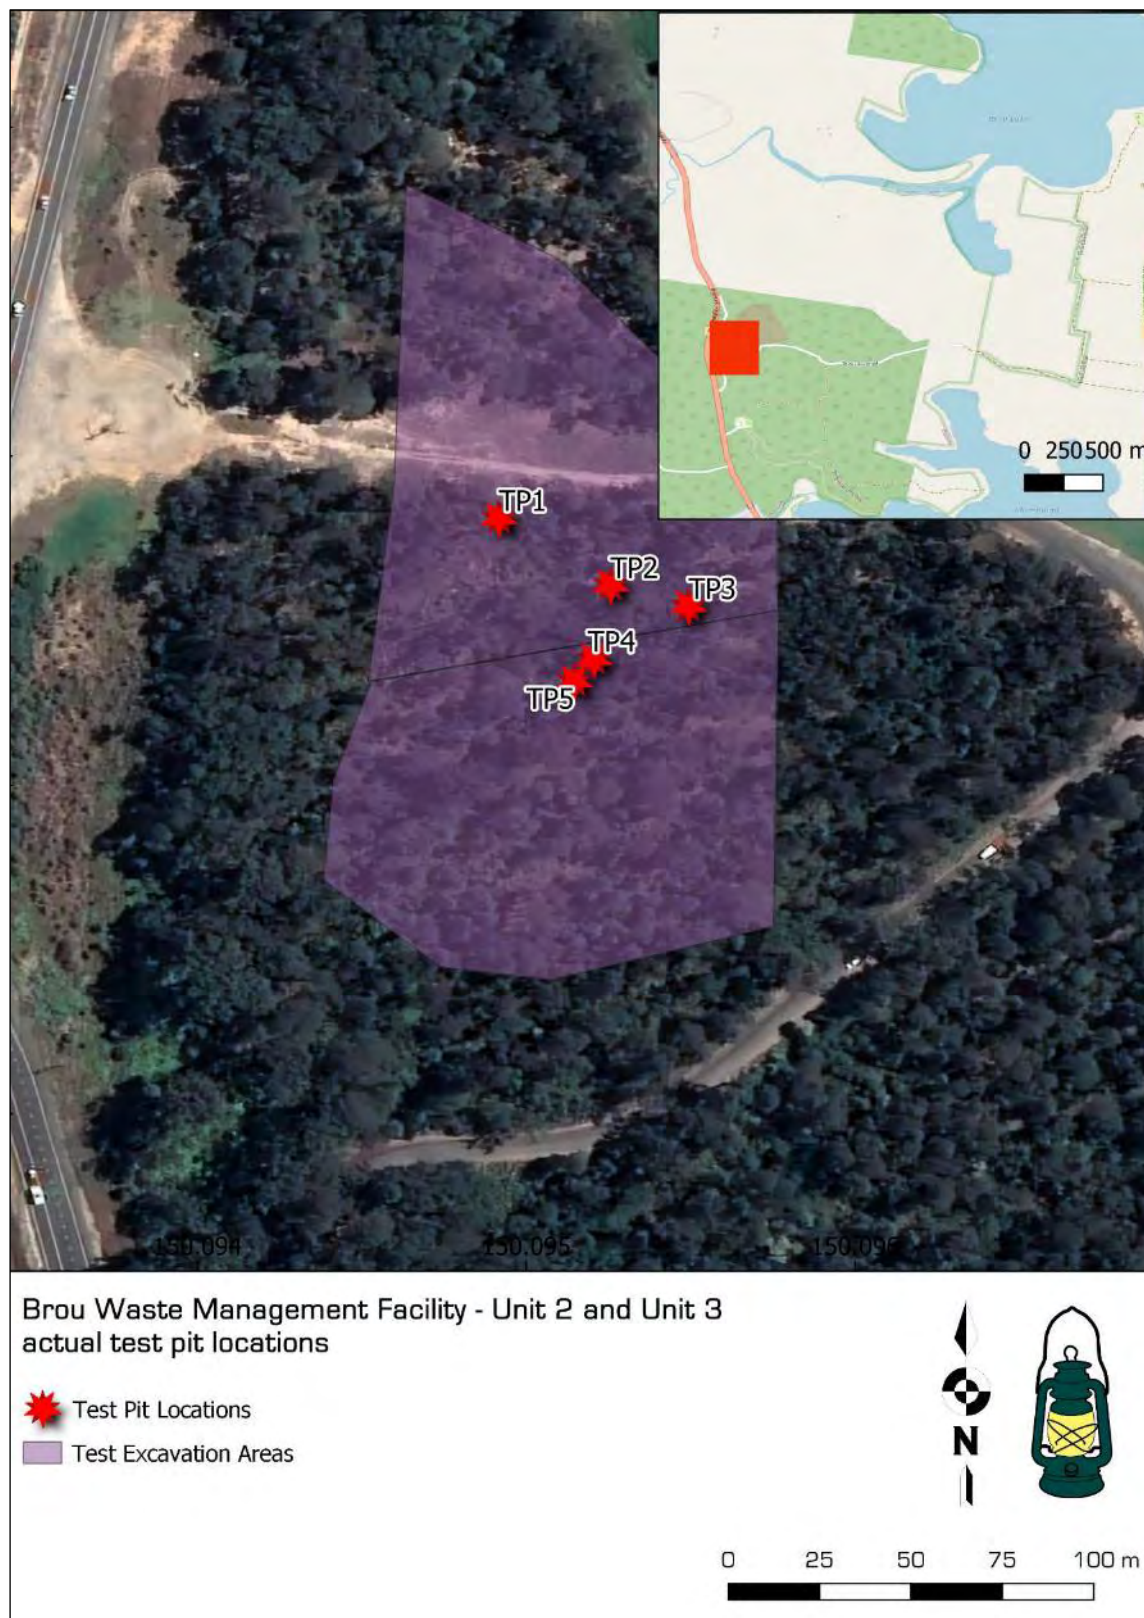 0 250500 m
TP1
TP2
TP3
TP4
TP5
150.094
150.095
150.096
Brou Waste Management Facility - Unit 2 and Unit 3
actual test pit locations
Test Pit Locations
Test Excavation Areas
N
0 25 50 75 100 m